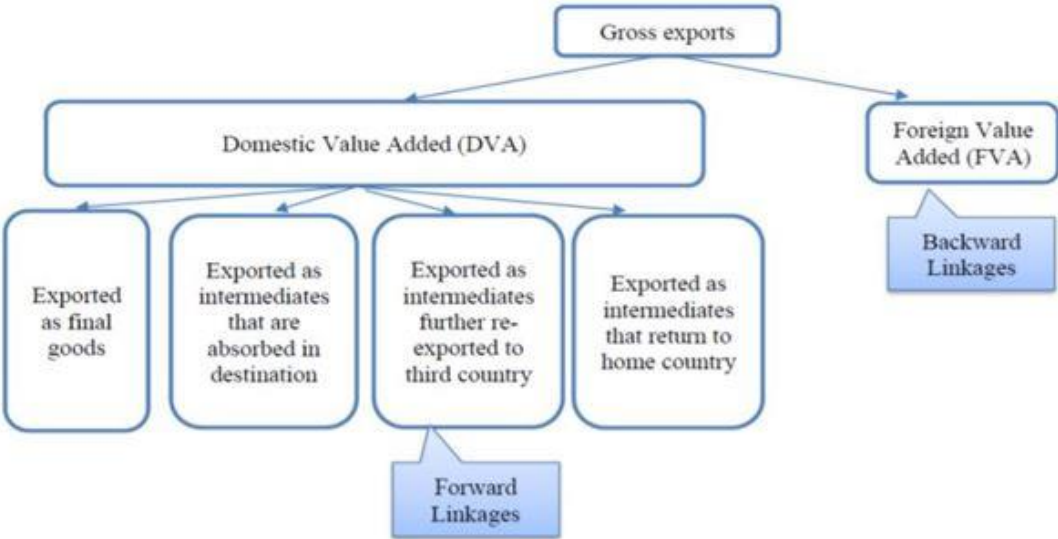 Gross exports
Domestic Value Added (DVA)
Foreign Value
Added (FVA)
Backward
Linkages
Exported
as final
goods
Exported as
intermediates
that are
absorbed in
destination
Exported as
intermediates
further re-
exported to
third country
Exported as
intermediates
that return to
home country
Forward
Linkages